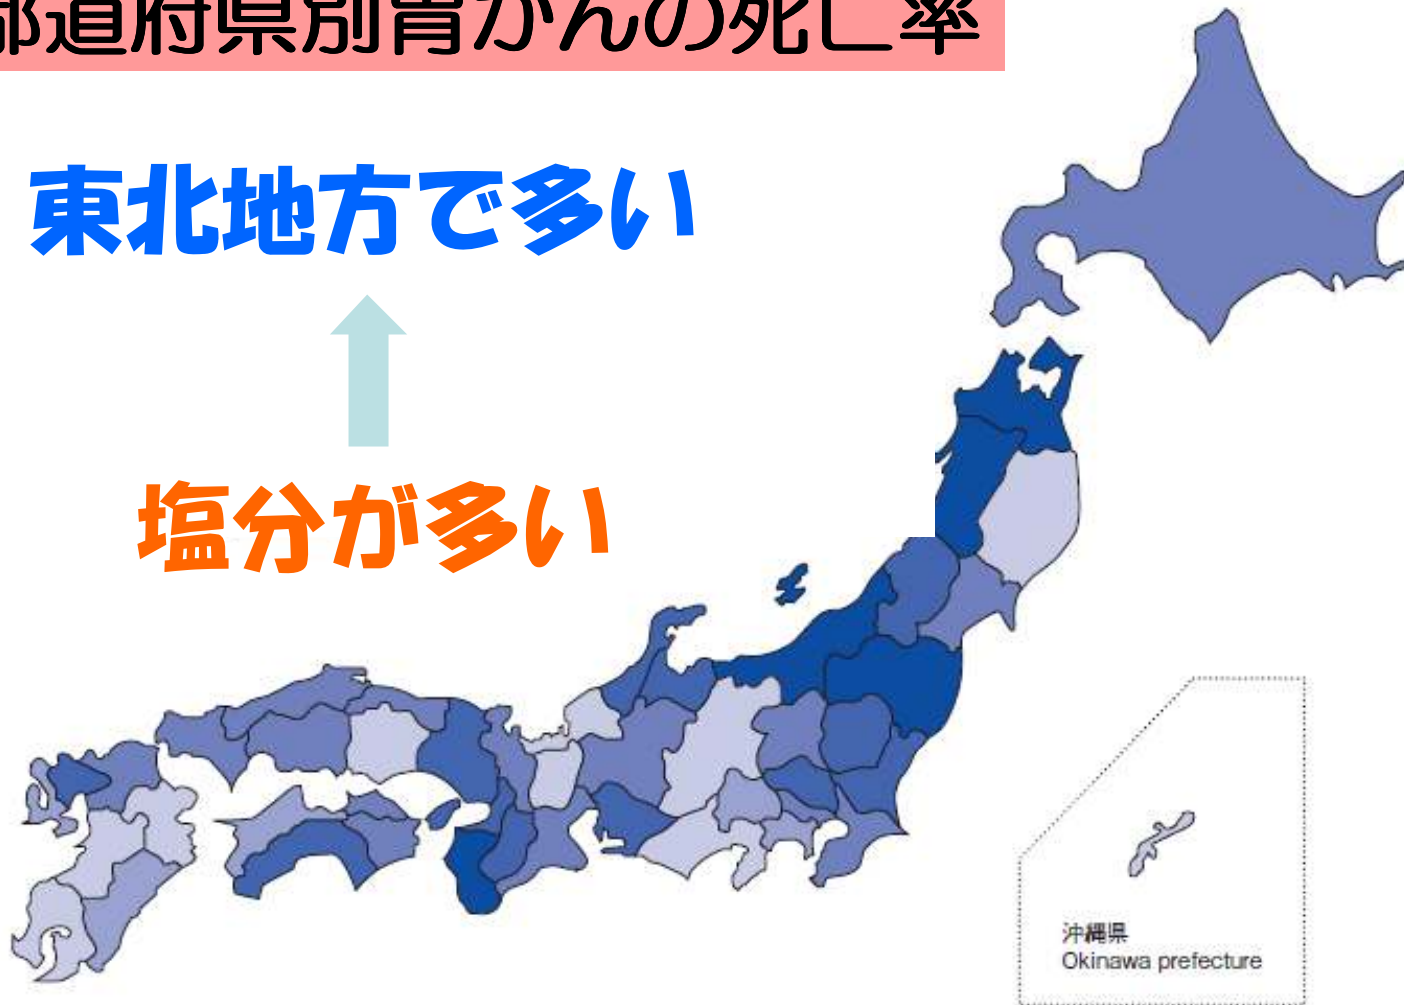 都道府県別胃がんの死亡率
東北地方で多い
塩分が多い
沖縄県
Okinawa prefecture